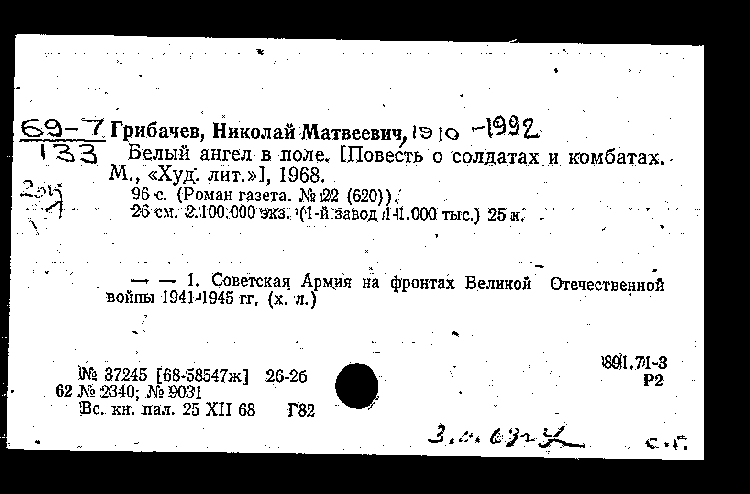 69-7 Грибачев, Николай Матвеевич, 1910 -1992
133 Белый ангел в поле. [Повесть о солдатах и комбатах.
М., «Худ. лит.»], 1968.
96 с. (Роман газета. № 22 (620)).
26 см. 2.100.000 экз. (1-й завод 1-1.000 тыс.) 25 к.
— — 1. Советская Армия на фронтах Великой Отечественной
войны 1941-1945 гг. (х. л.)
891.71-3
Р2
№ 37245 [68-58547ж] 26-26
62 № 2340; № 9031
Вс. кн. пал. 25 XII 68 Г82
с.г.